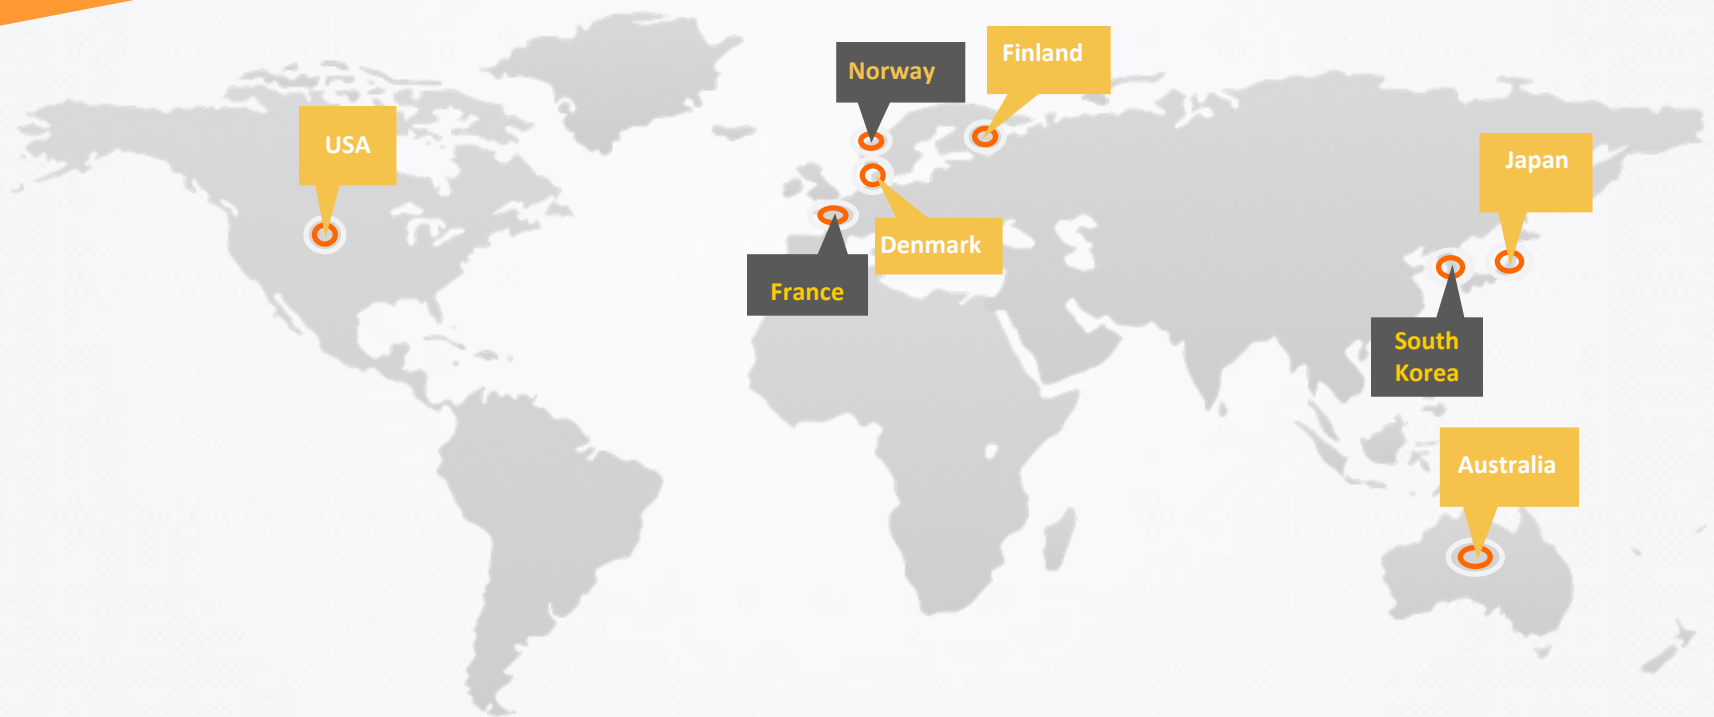 Finland
Norway
USA
Japan
Denmark
France
South
Korea
Australia